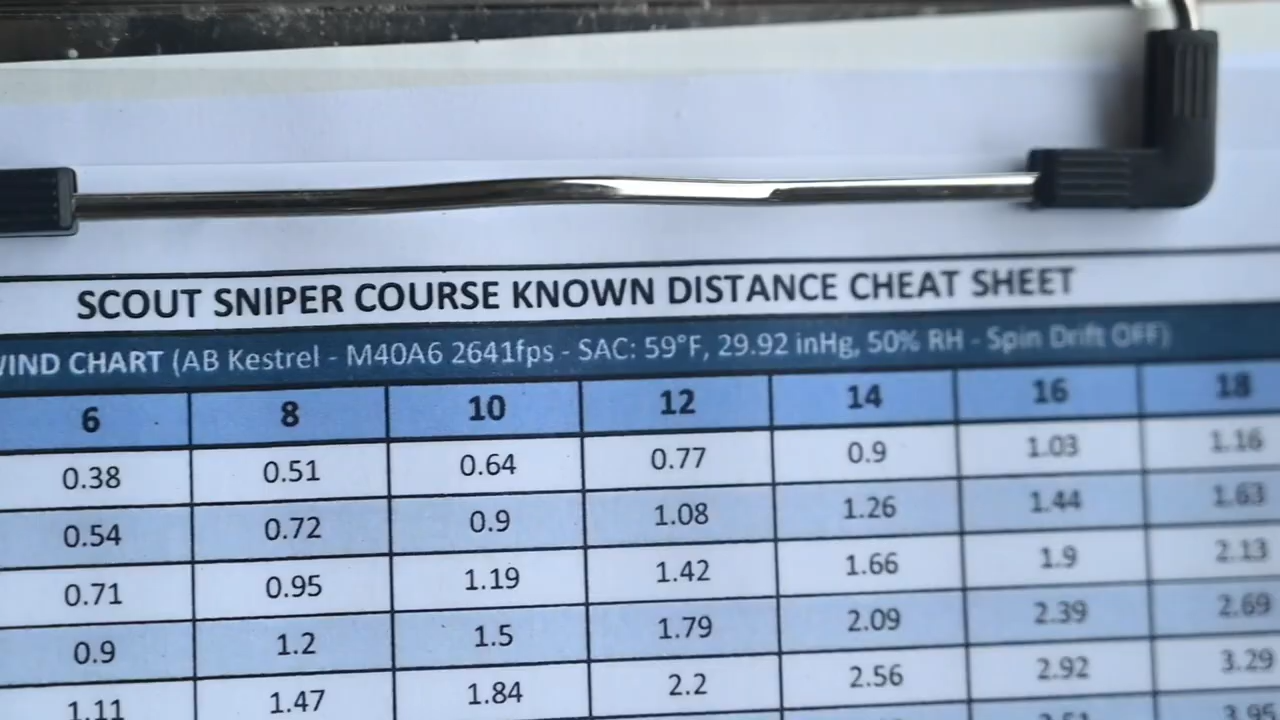 SCOUT SNIPER COURSE KNOWN DISTANCE CHEAT SHEET
WIND CHART (AB Kestrel - M40A6 2641fps - SAC: 59°F, 29.92 inHg, 50% RH - Spin Drift OFF)
6 8 10 12 14 16 18
0.38 0.51 0.64 0.77 0.9 1.03 1.16
0.54 0.72 0.9 1.08 1.26 1.44 1.63
0.71 0.95 1.19 1.42 1.66 1.9 2.13
0.9 1.2 1.5 1.79 2.09 2.39 2.69
1.11 1.47 1.84 2.2 2.56 2.92 3.29